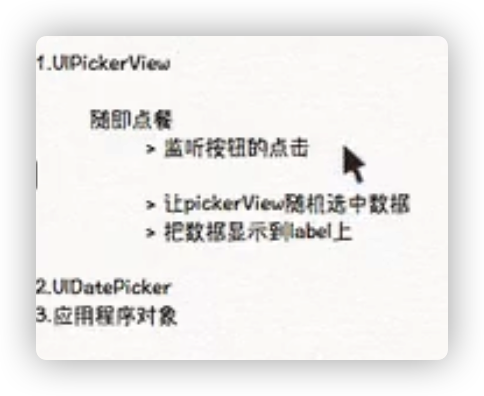 1.UIPickerView
随即点餐
> 监听按钮的点击
> 让pickerView随机选中数据
> 把数据显示到label上
2.UIDatePicker
3.应用程序对象